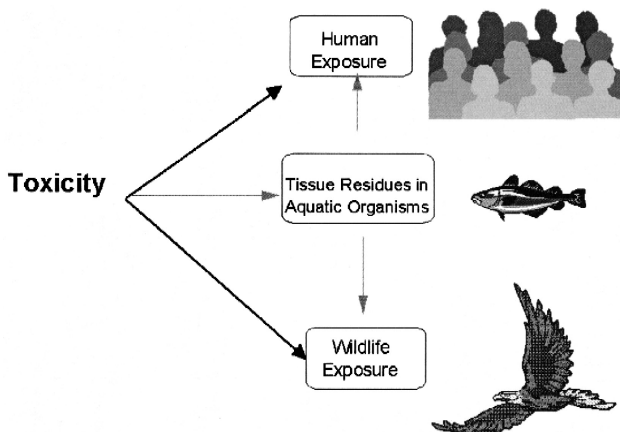 Human
Exposure
Toxicity
Tissue Residues in
Aquatic Organisms
Wildlife
Exposure